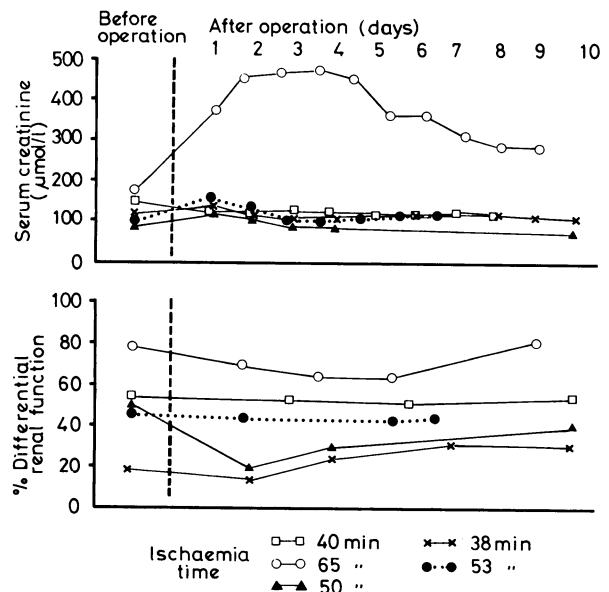 Before
operation
After operation (days)
1 2 3 4 5 6 7 8 9 10
500
400
300
200
100
0
Serum creatinine
(μmol/l)
100
80
60
40
20
0
% Differential
renal function
Ischaemia
time
40 min
65 "
50 "
38 min
53 "